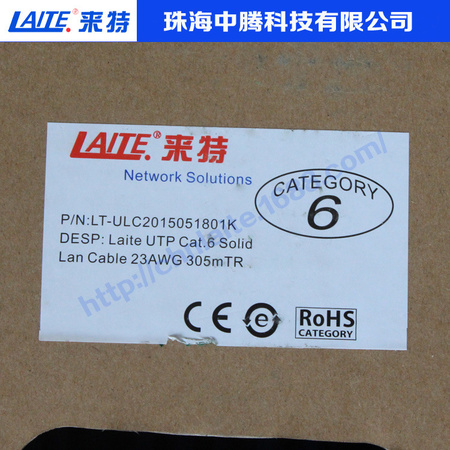 LAITE® 来特 珠海中腾科技有限公司
LAITE® 来特
Network Solutions
CATEGORY
6
P/N:LT-ULC2015051801K
DESP: Laite UTP Cat.6 Solid
Lan Cable 23AWG 305mTR
CE
RoHS
CATEGORY